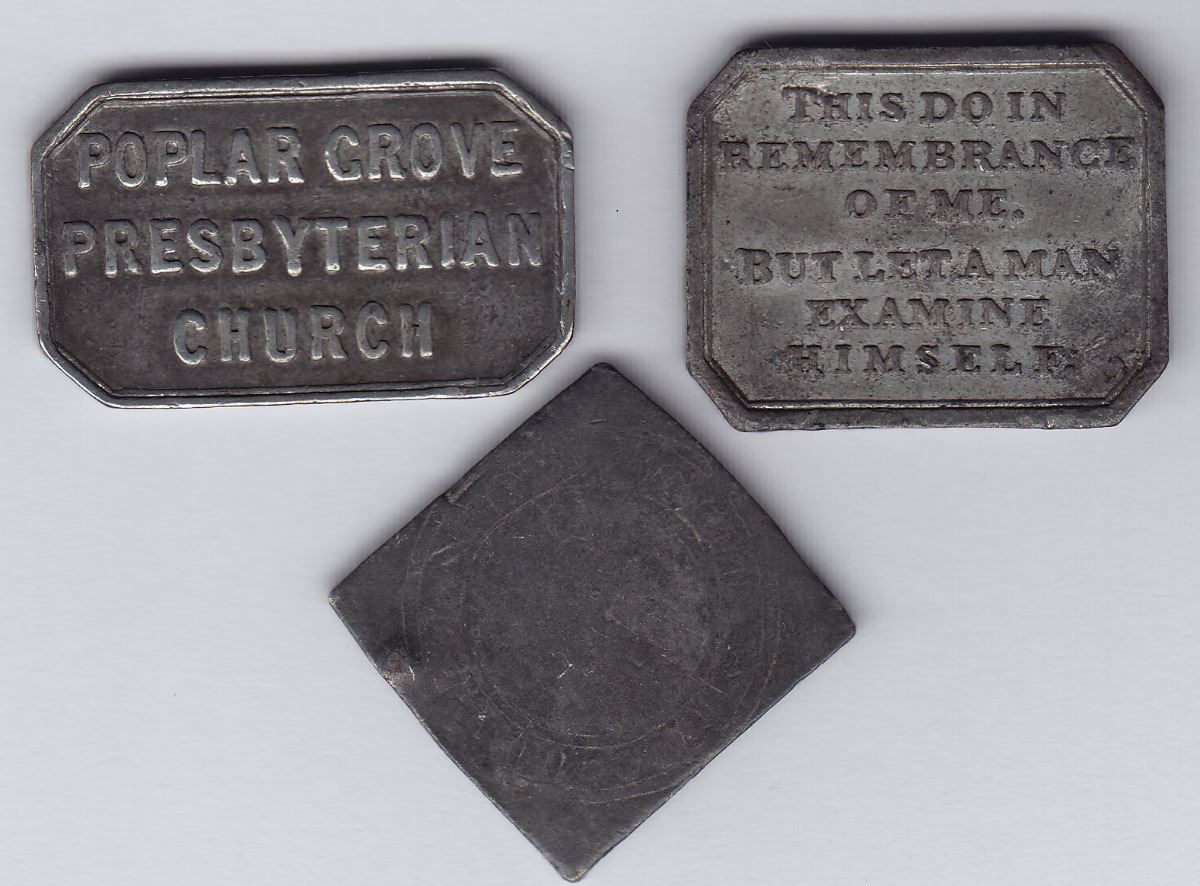 POPLAR GROVE
PRESBYTERIAN
CHURCH
THIS DO IN
REMEMBRANCE
OF ME.
BUT LET A MAN
EXAMINE
HIMSELF.